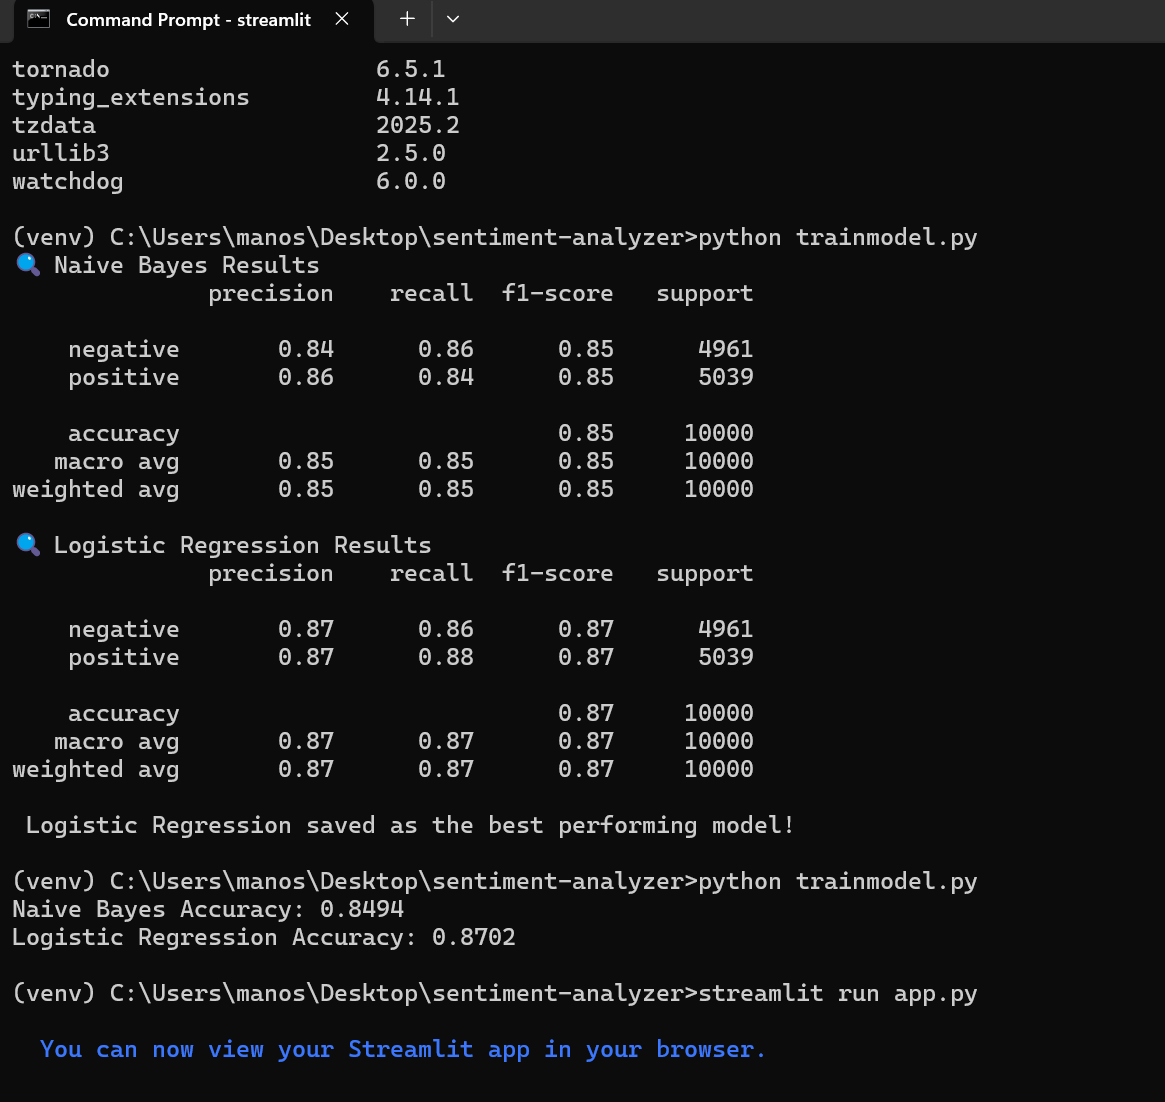 Command Prompt - streamlit
tornado 6.5.1
typing_extensions 4.14.1
tzdata 2025.2
urllib3 2.5.0
watchdog 6.0.0
(venv) C:\Users\manos\Desktop\sentiment-analyzer>python trainmodel.py
Naive Bayes Results
precision recall f1-score support
negative 0.84 0.86 0.85 4961
positive 0.86 0.84 0.85 5039
accuracy 0.85 10000
macro avg 0.85 0.85 0.85 10000
weighted avg 0.85 0.85 0.85 10000
Logistic Regression Results
precision recall f1-score support
negative 0.87 0.86 0.87 4961
positive 0.87 0.88 0.87 5039
accuracy 0.87 10000
macro avg 0.87 0.87 0.87 10000
weighted avg 0.87 0.87 0.87 10000
Logistic Regression saved as the best performing model!
(venv) C:\Users\manos\Desktop\sentiment-analyzer>python trainmodel.py
Naive Bayes Accuracy: 0.8494
Logistic Regression Accuracy: 0.8702
(venv) C:\Users\manos\Desktop\sentiment-analyzer>streamlit run app.py
You can now view your Streamlit app in your browser.